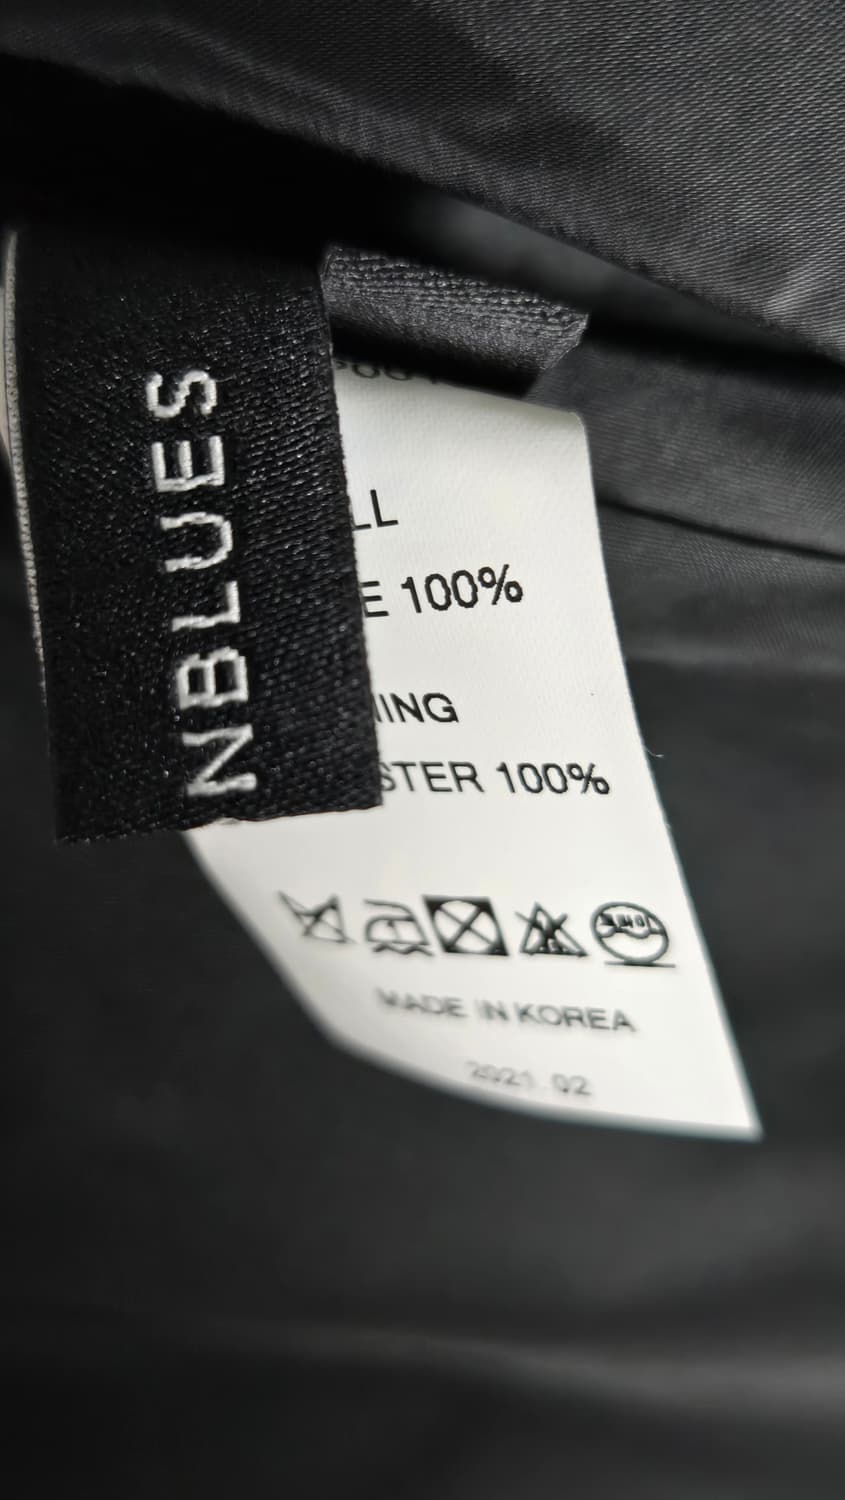 NBLUES
LL
E 100%
ING
STER 100%
MADE IN KOREA
2021. 02